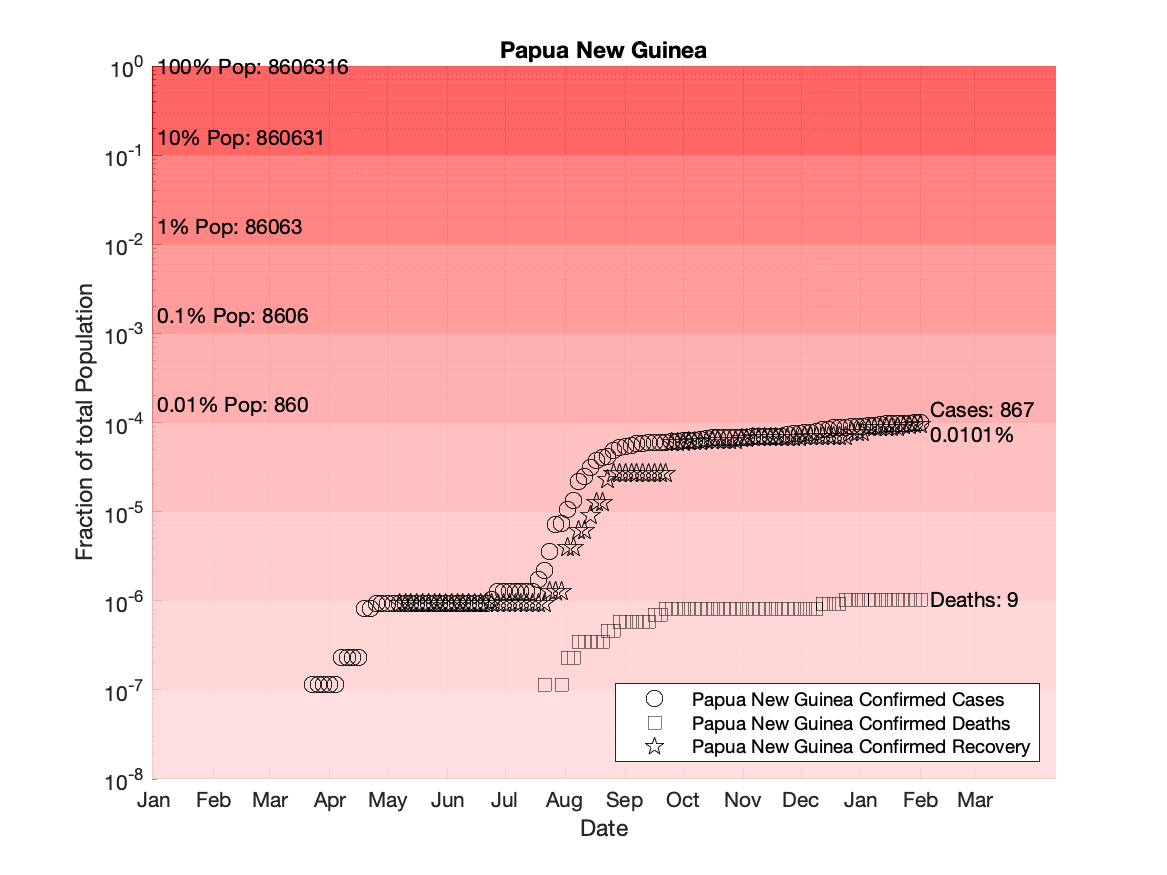 Papua New Guinea
10^0
100% Pop: 8606316
10% Pop: 860631
10^-1
1% Pop: 86063
10^-2
0.1% Pop: 8606
10^-3
0.01% Pop: 860
10^-4
Cases: 867
0.0101%
10^-5
10^-6
Deaths: 9
10^-7
10^-8
Fraction of total Population
Papua New Guinea Confirmed Cases
Papua New Guinea Confirmed Deaths
Papua New Guinea Confirmed Recovery
Jan Feb Mar Apr May Jun Jul Aug Sep Oct Nov Dec Jan Feb Mar
Date